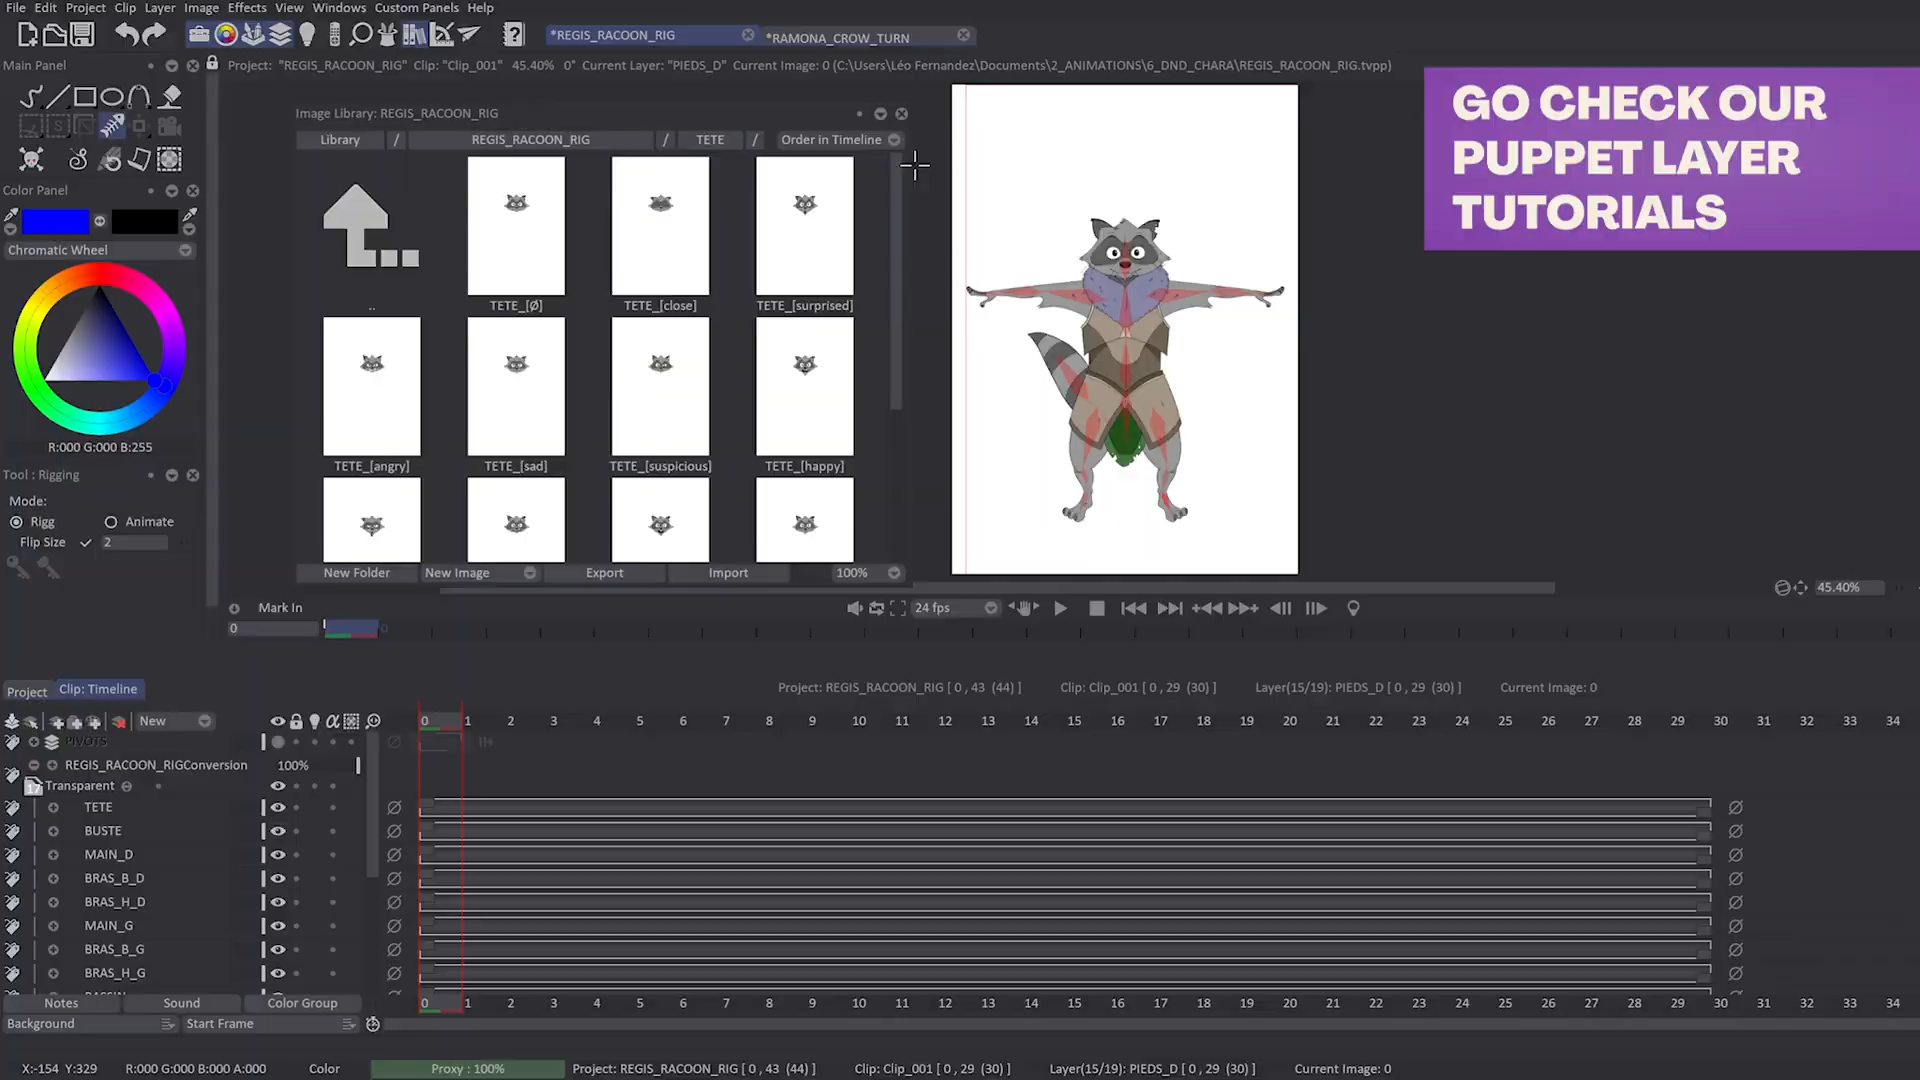 File Edit Project Clip Layer Image Effects View Windows Custom Panels Help
*REGIS_RACOON_RIG
*RAMONA_CROW_TURN
Main Panel
Project: "REGIS_RACOON_RIG" Clip: "Clip_001" 45.40% 0° Current Layer: "PIEDS_D" Current Image: 0 (C:\Users\Léo Fernandez\Documents\2_ANIMATIONS\6_DND_CHARA\REGIS_RACOON_RIG.tvpp)
GO CHECK OUR
PUPPET LAYER
TUTORIALS
Image Library: REGIS_RACOON_RIG
Library / REGIS_RACOON_RIG / TETE / Order in Timeline
Color Panel
Chromatic Wheel
.. TETE_[Ø] TETE_[close] TETE_[surprised]
R:000 G:000 B:255
TETE_[angry] TETE_[sad] TETE_[suspicious] TETE_[happy]
Tool : Rigging
Mode:
Rigg Animate
Flip Size 2
New Folder New Image Export Import 100%
45.40%
Mark In
24 fps
0 0
Project Clip: Timeline
Project: REGIS_RACOON_RIG [ 0 , 43 (44) ] Clip: Clip_001 [ 0 , 29 (30) ] Layer(15/19): PIEDS_D [ 0 , 29 (30) ] Current Image: 0
New
0 1 2 3 4 5 6 7 8 9 10 11 12 13 14 15 16 17 18 19 20 21 22 23 24 25 26 27 28 29 30 31 32 33 34
PIVOTS
REGIS_RACOON_RIGConversion 100%
17 Transparent
TETE
BUSTE
MAIN_D
BRAS_B_D
BRAS_H_D
MAIN_G
BRAS_B_G
BRAS_H_G
BASSIN
Notes Sound Color Group
0 1 2 3 4 5 6 7 8 9 10 11 12 13 14 15 16 17 18 19 20 21 22 23 24 25 26 27 28 29 30 31 32 33 34
Background Start Frame
X:-154 Y:329 R:000 G:000 B:000 A:000 Color Proxy : 100% Project: REGIS_RACOON_RIG [ 0 , 43 (44) ] Clip: Clip_001 [ 0 , 29 (30) ] Layer(15/19): PIEDS_D [ 0 , 29 (30) ] Current Image: 0